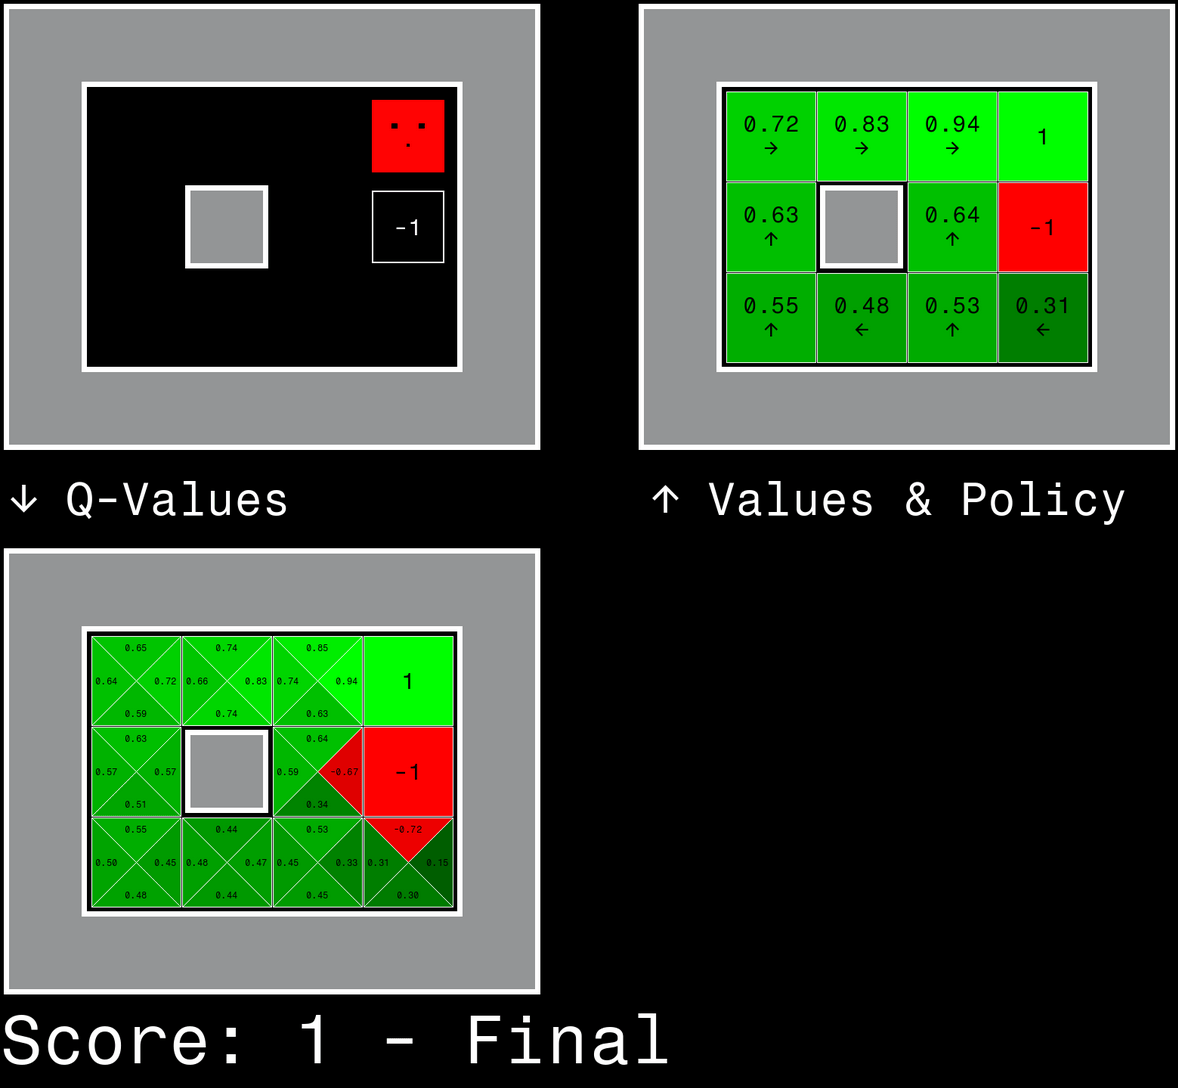 -1
0.72 0.83 0.94 1
→ → →
0.63 0.64 -1
↑ ↑
0.55 0.48 0.53 0.31
↑ ← ↑ ←
↓ Q-Values
↑ Values & Policy
0.65 0.74 0.85
0.64 0.72 0.66 0.83 0.74 0.94 1
0.59 0.74 0.63
0.63 0.64
0.57 0.57 0.59 -0.87 -1
0.51 0.34
0.55 0.44 0.53 -0.72
0.50 0.45 0.48 0.47 0.45 0.33 0.31 0.15
0.48 0.44 0.45 0.30
Score: 1 - Final